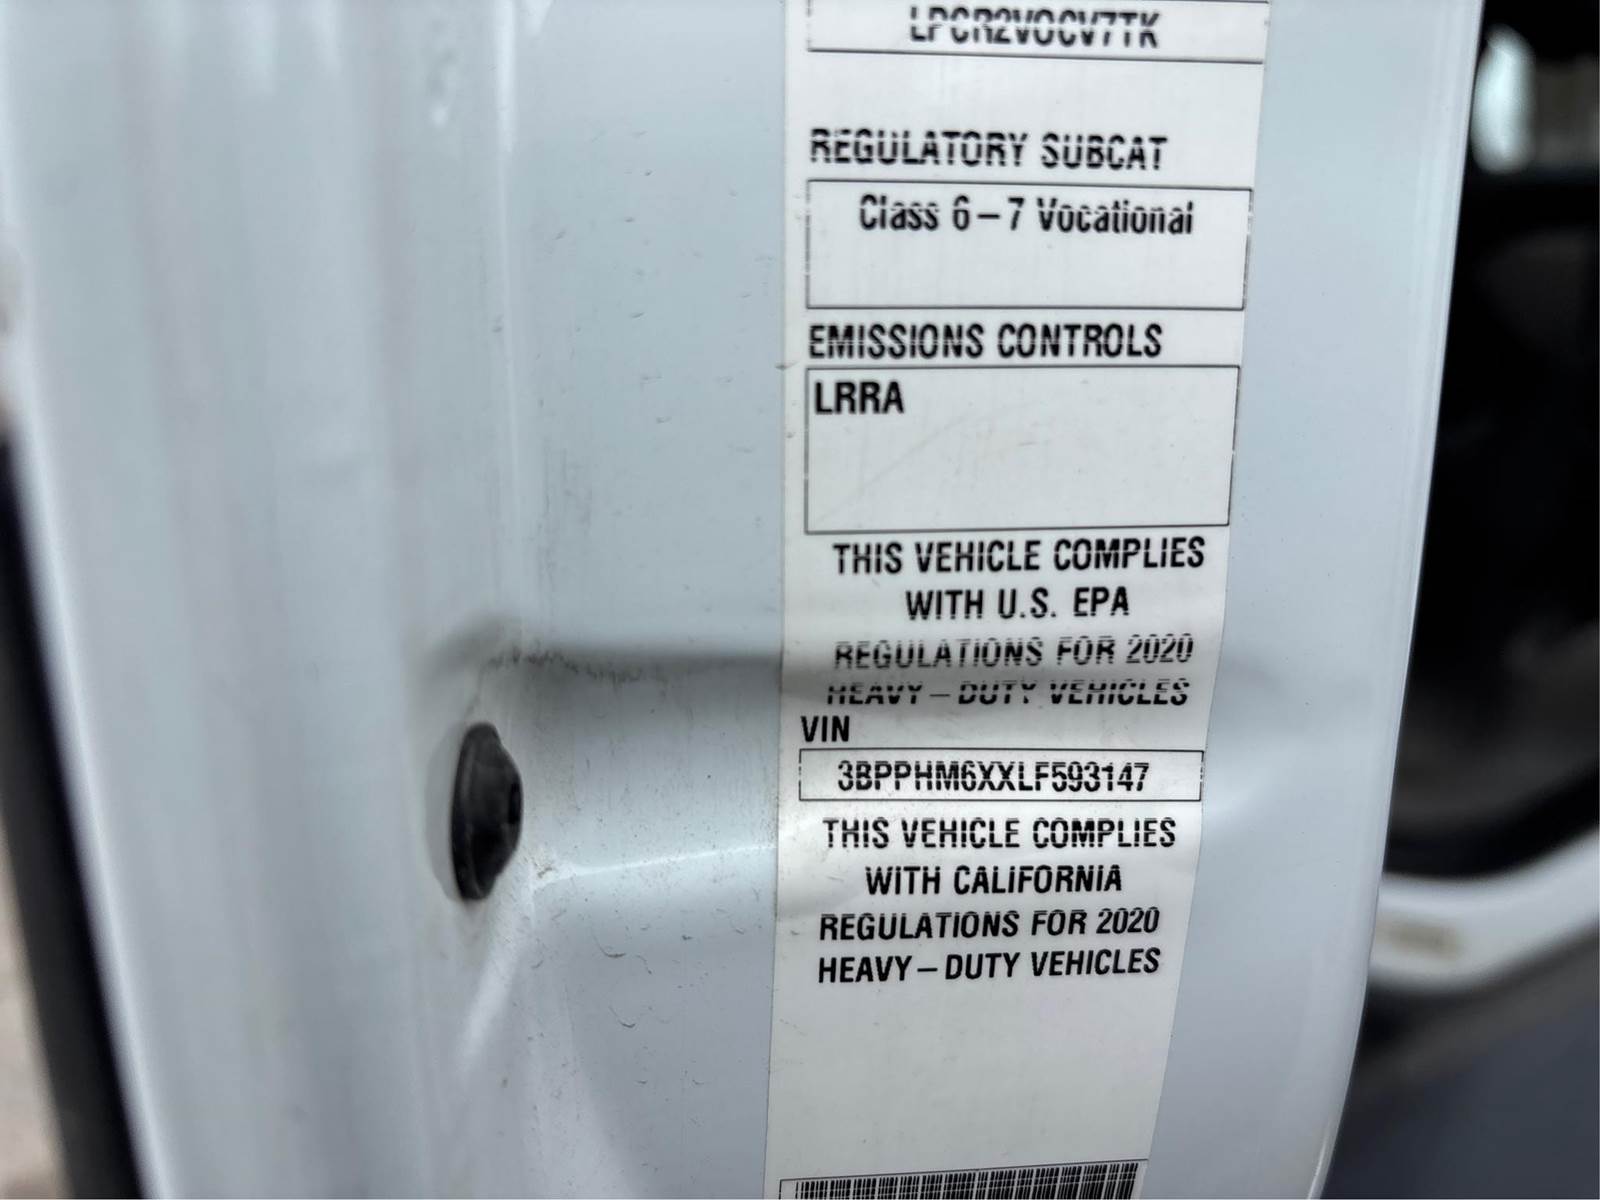 LPCR2VOCV7TK
REGULATORY SUBCAT
Class 6 – 7 Vocational
EMISSIONS CONTROLS
LRRA
THIS VEHICLE COMPLIES
WITH U.S. EPA
REGULATIONS FOR 2020
HEAVY – DUTY VEHICLES
VIN
3BPPHM6XXLF593147
THIS VEHICLE COMPLIES
WITH CALIFORNIA
REGULATIONS FOR 2020
HEAVY – DUTY VEHICLES